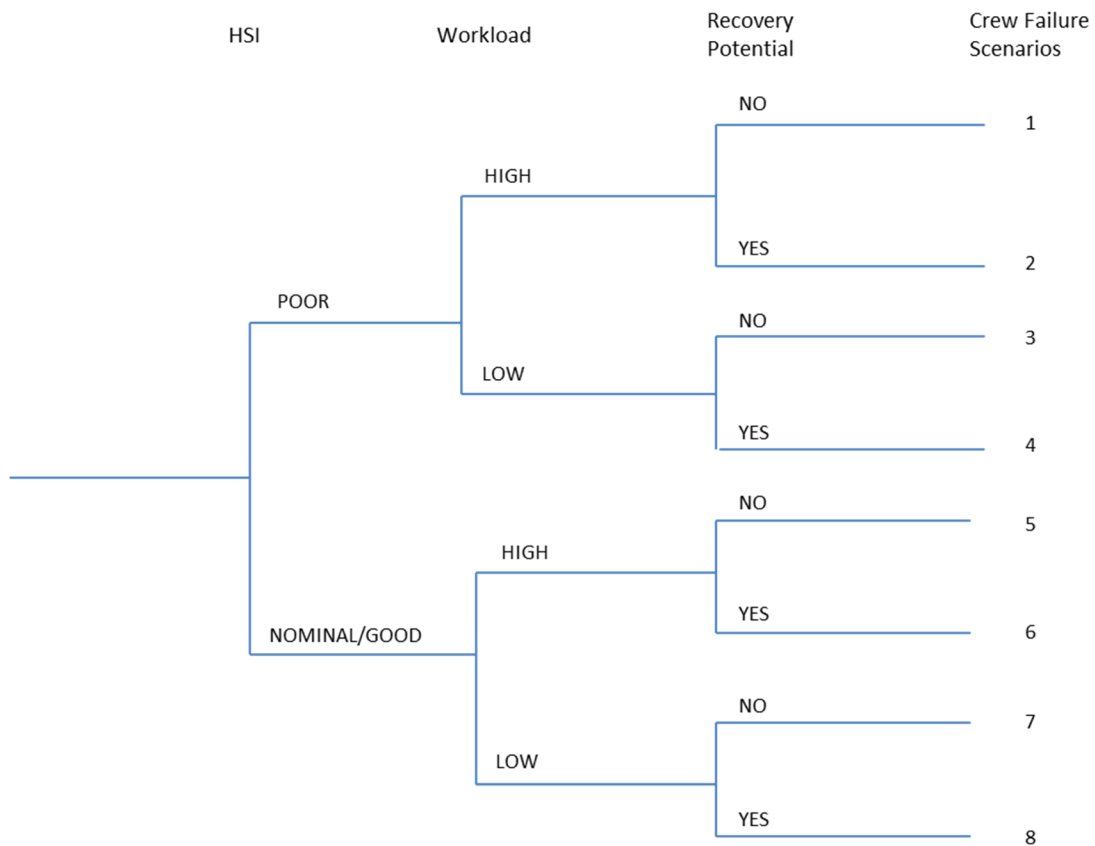 HSI
Workload
Recovery
Potential
Crew Failure
Scenarios
NO
1
HIGH
YES
2
POOR
NO
3
LOW
YES
4
NO
5
HIGH
YES
6
NOMINAL/GOOD
NO
7
LOW
YES
8